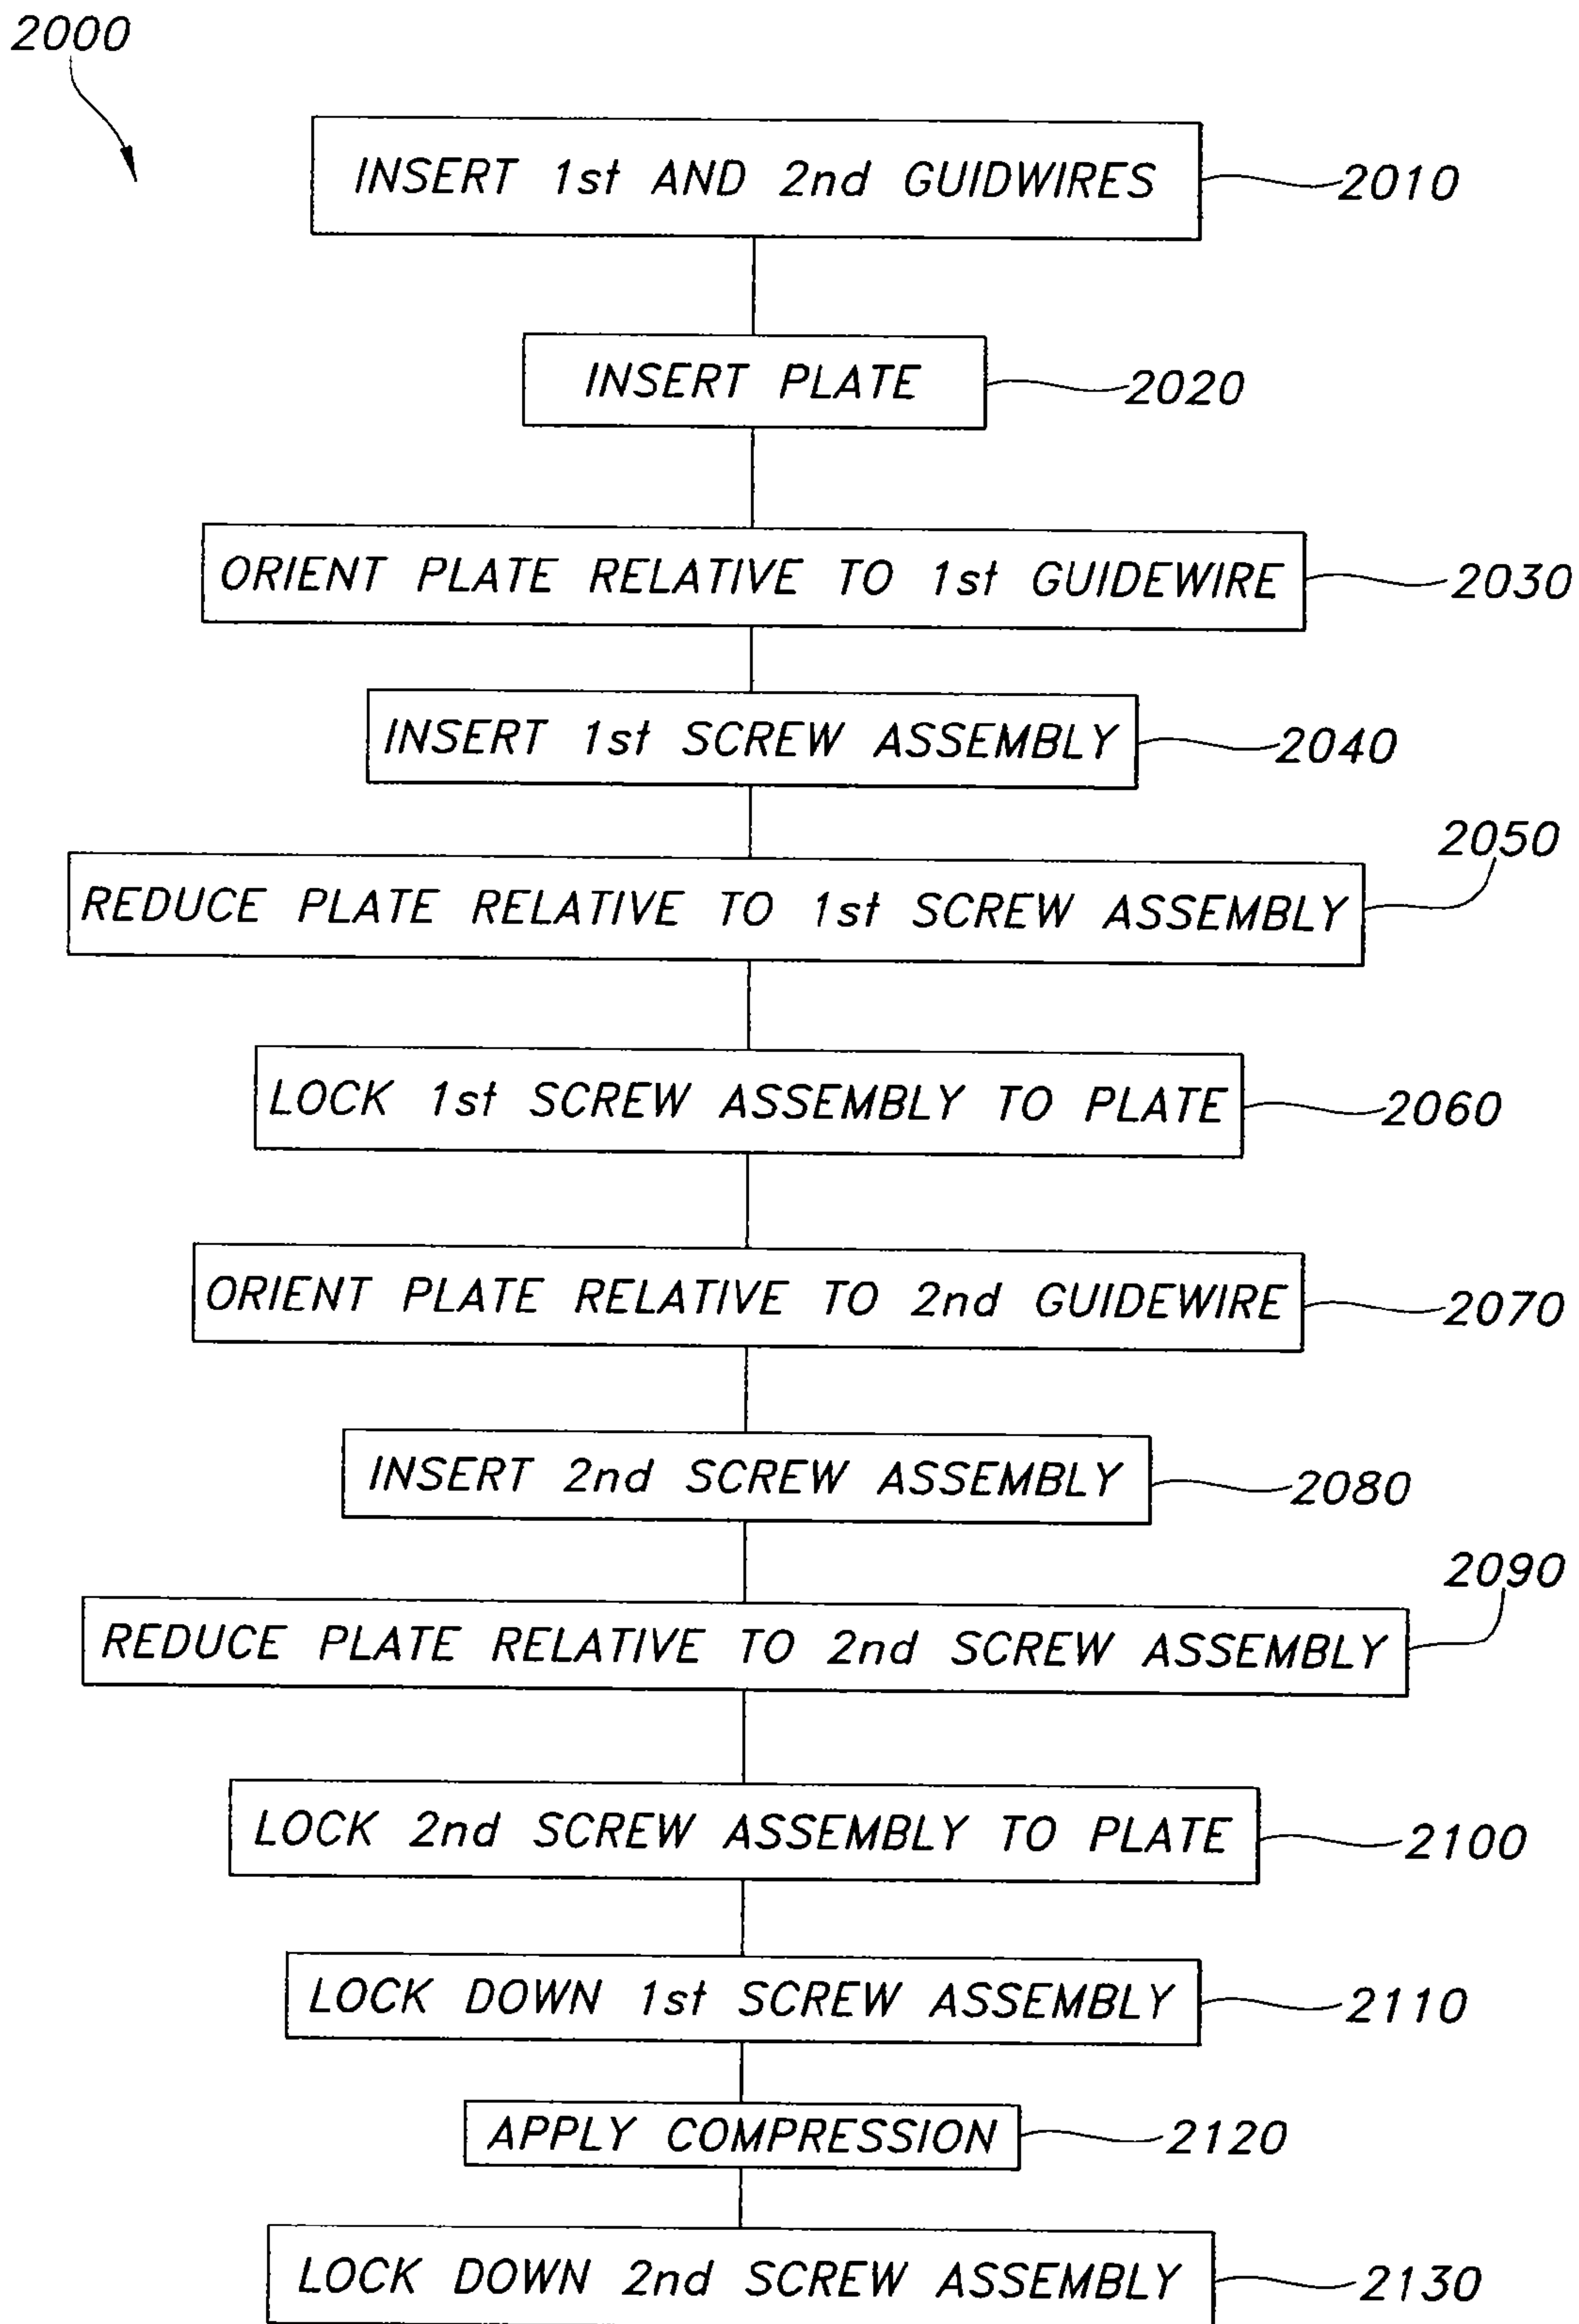 2000
INSERT 1st AND 2nd GUIDWIRES 2010
INSERT PLATE 2020
ORIENT PLATE RELATIVE TO 1st GUIDEWIRE 2030
INSERT 1st SCREW ASSEMBLY 2040
REDUCE PLATE RELATIVE TO 1st SCREW ASSEMBLY 2050
LOCK 1st SCREW ASSEMBLY TO PLATE 2060
ORIENT PLATE RELATIVE TO 2nd GUIDEWIRE 2070
INSERT 2nd SCREW ASSEMBLY 2080
REDUCE PLATE RELATIVE TO 2nd SCREW ASSEMBLY 2090
LOCK 2nd SCREW ASSEMBLY TO PLATE 2100
LOCK DOWN 1st SCREW ASSEMBLY 2110
APPLY COMPRESSION 2120
LOCK DOWN 2nd SCREW ASSEMBLY 2130